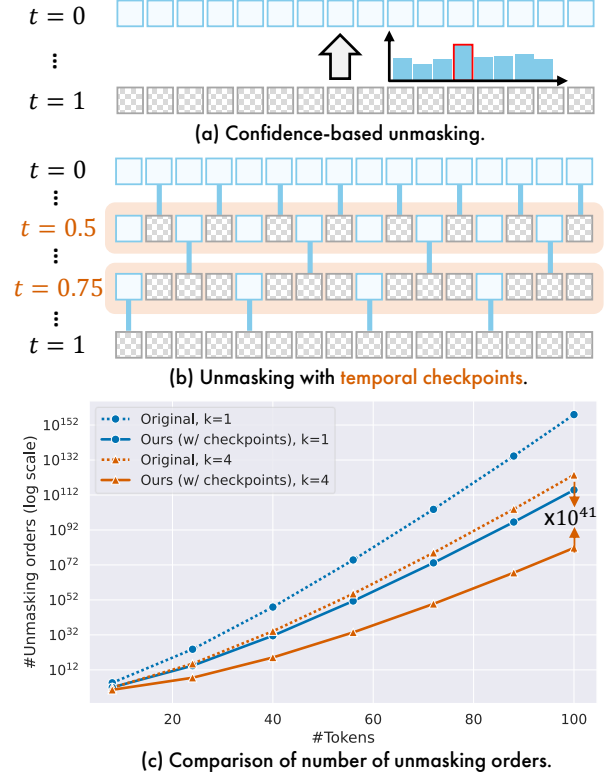 t = 0
⋮
t = 1
(a) Confidence-based unmasking.
t = 0
⋮
t = 0.5
⋮
t = 0.75
⋮
t = 1
(b) Unmasking with temporal checkpoints.
#Unmasking orders (log scale)
10^152
10^132
10^112
10^92
10^72
10^52
10^32
10^12
Original, k=1
Ours (w/ checkpoints), k=1
Original, k=4
Ours (w/ checkpoints), k=4
x10^41
20 40 60 80 100
#Tokens
(c) Comparison of number of unmasking orders.